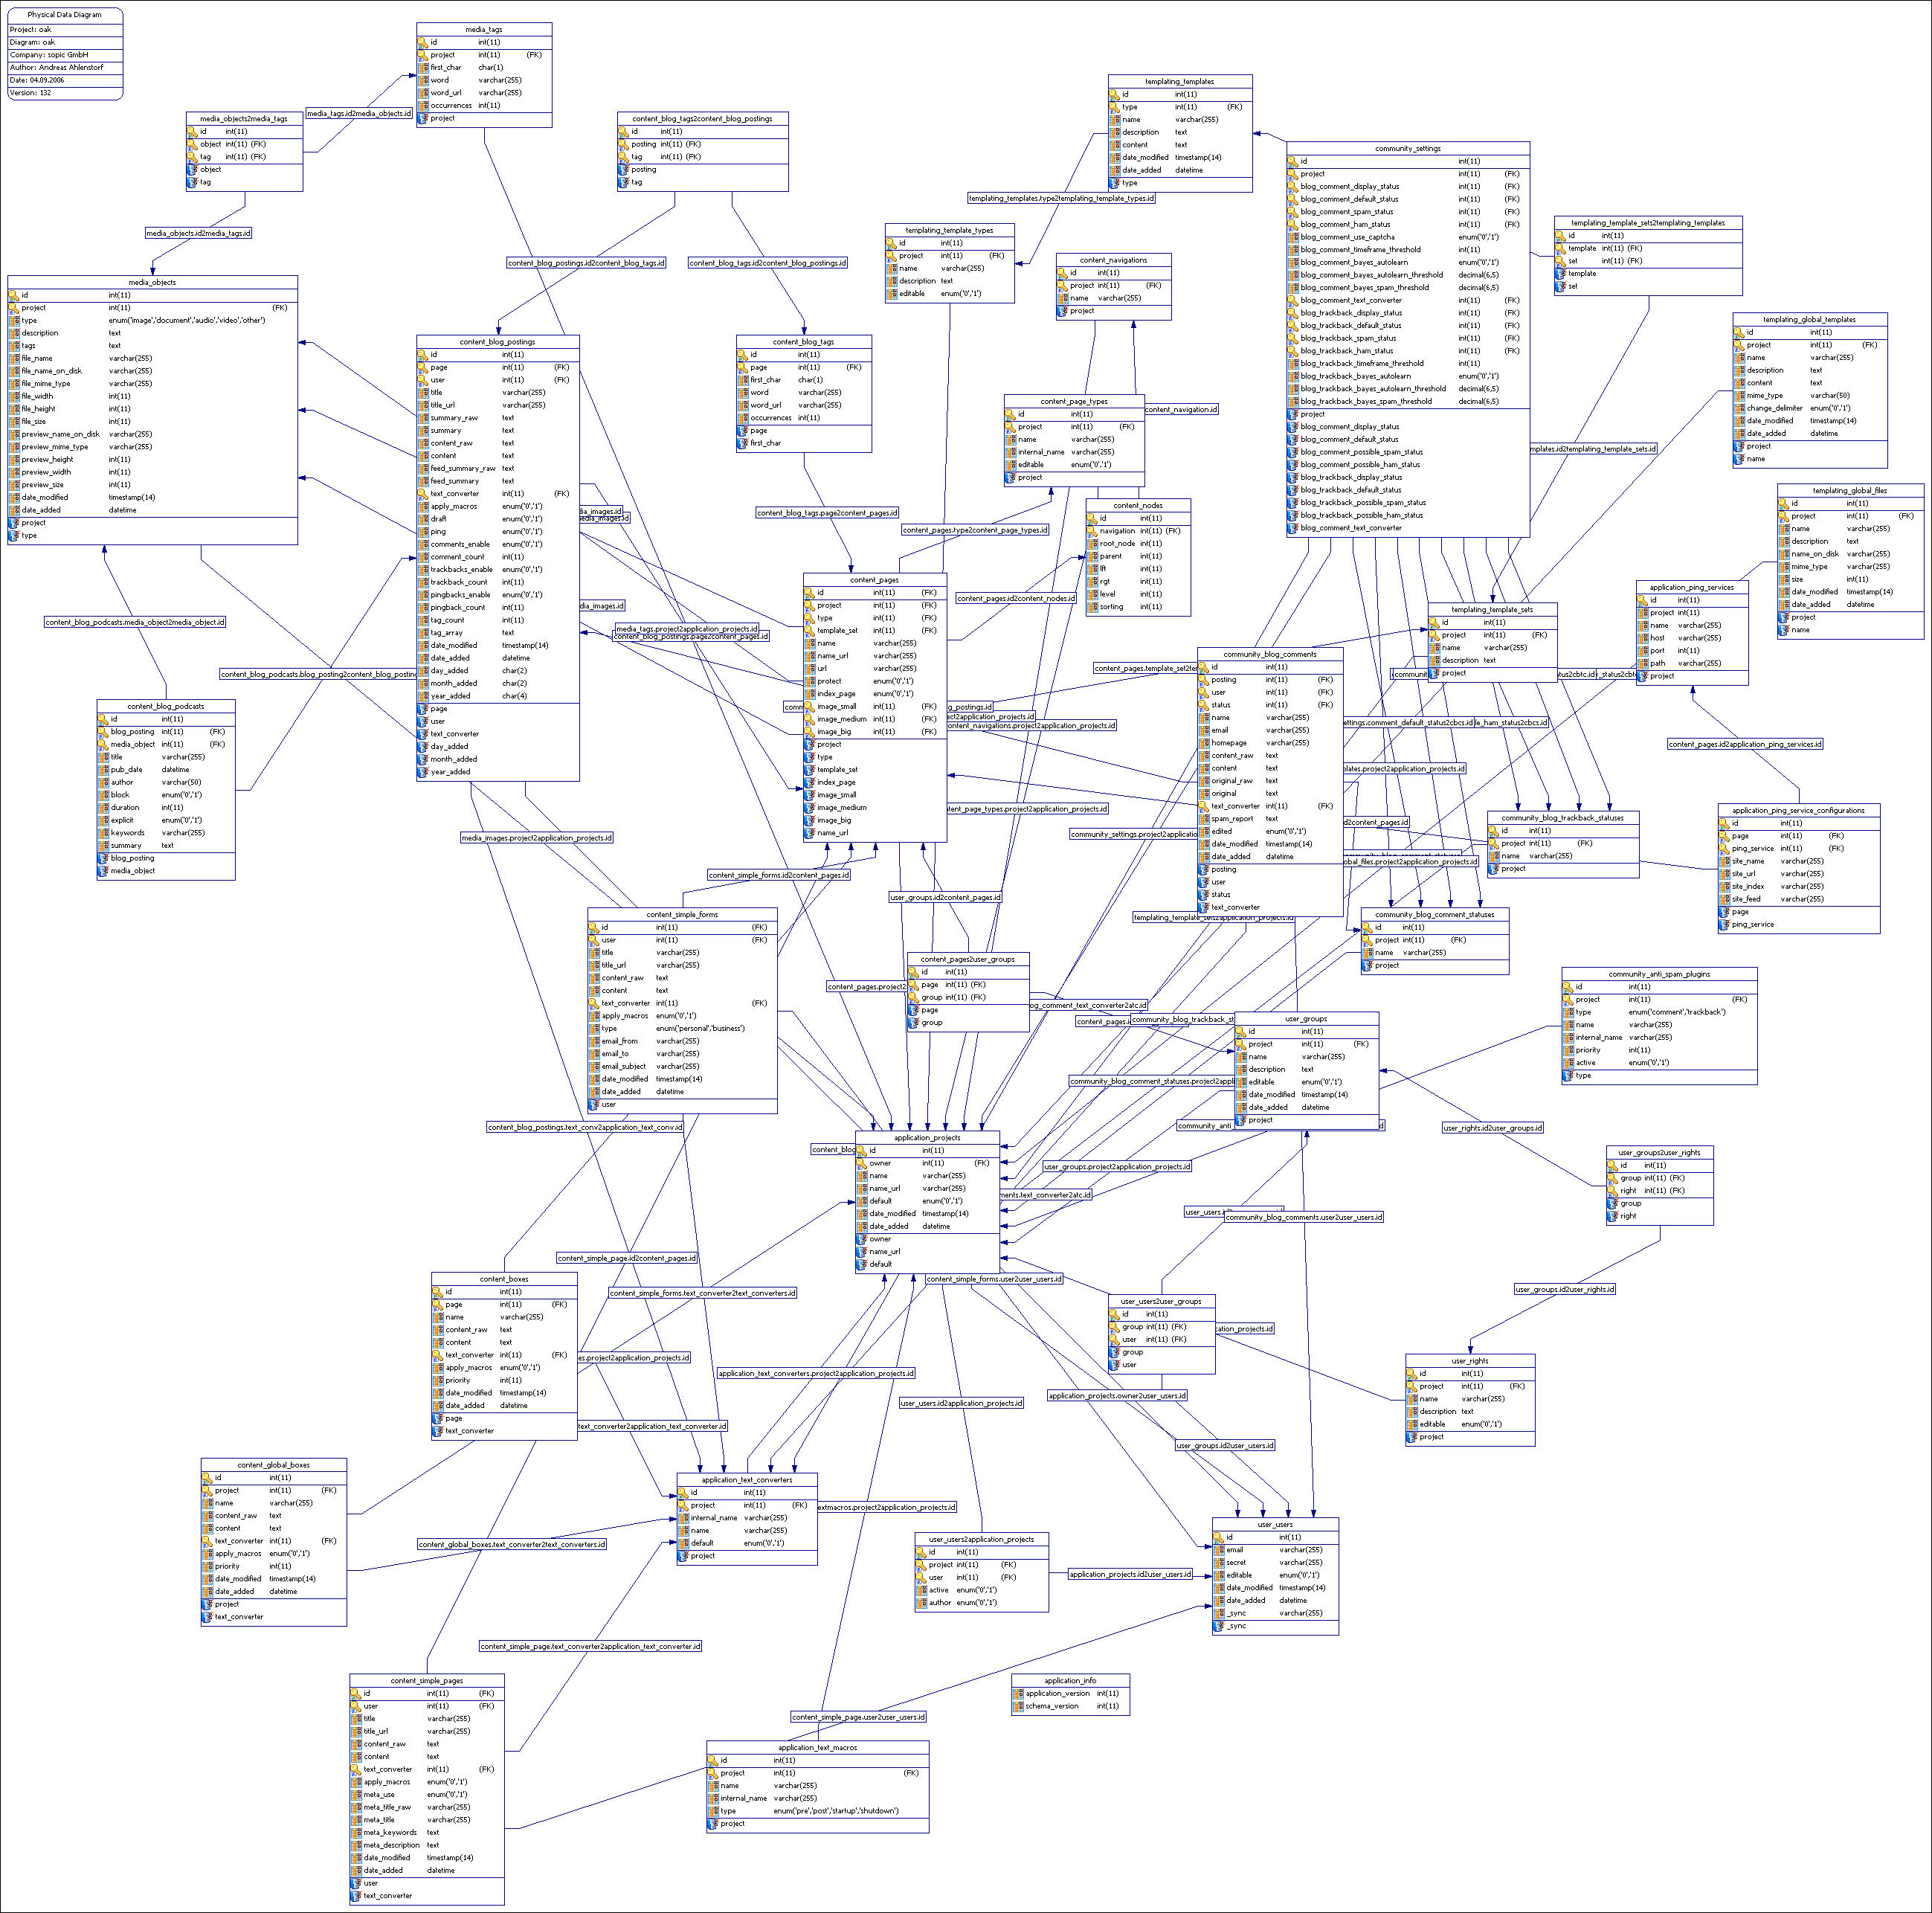 Physical Data Diagram
Project: oak
Diagram: oak
Company: sopic GmbH
Author: Andreas Ahlenstorf
Date: 04.09.2006
Version: 132
media_tags
id int(11)
project int(11) (FK)
first_char char(1)
word varchar(255)
word_url varchar(255)
occurrences int(11)
project
media_tags.id2media_objects.id
media_objects2media_tags
id int(11)
object int(11) (FK)
tag int(11) (FK)
object
tag
media_objects.id2media_tags.id
content_blog_tags2content_blog_postings
id int(11)
posting int(11) (FK)
tag int(11) (FK)
posting
tag
content_blog_postings.id2content_blog_tags.id
content_blog_tags.id2content_blog_postings.id
templating_templates
id int(11)
type int(11) (FK)
name varchar(255)
description text
content text
date_modified timestamp(14)
date_added datetime
type
templating_templates.type2templating_template_types.id
templating_template_types
id int(11)
project int(11) (FK)
name varchar(255)
description text
editable enum('0','1')
content_navigations
id int(11)
project int(11) (FK)
name varchar(255)
project
community_settings
id int(11)
project int(11) (FK)
blog_comment_display_status int(11) (FK)
blog_comment_default_status int(11) (FK)
blog_comment_spam_status int(11) (FK)
blog_comment_ham_status int(11) (FK)
blog_comment_use_captcha enum('0','1')
blog_comment_timeframe_threshold int(11)
blog_comment_bayes_autolearn enum('0','1')
blog_comment_bayes_autolearn_threshold decimal(6,5)
blog_comment_bayes_spam_threshold decimal(6,5)
blog_comment_text_converter int(11) (FK)
blog_trackback_display_status int(11) (FK)
blog_trackback_default_status int(11) (FK)
blog_trackback_spam_status int(11) (FK)
blog_trackback_ham_status int(11) (FK)
blog_trackback_timeframe_threshold int(11)
blog_trackback_bayes_autolearn enum('0','1')
blog_trackback_bayes_autolearn_threshold decimal(6,5)
blog_trackback_bayes_spam_threshold decimal(6,5)
project
blog_comment_display_status
blog_comment_default_status
blog_comment_possible_spam_status
blog_comment_possible_ham_status
blog_trackback_display_status
blog_trackback_default_status
blog_trackback_possible_spam_status
blog_trackback_possible_ham_status
blog_comment_text_converter
templating_template_sets2templating_templates
id int(11)
template int(11) (FK)
set int(11) (FK)
template
set
templating_global_templates
id int(11)
project int(11) (FK)
name varchar(255)
description text
content text
mime_type varchar(50)
change_delimiter enum('0','1')
date_modified timestamp(14)
date_added datetime
project
name
mplates.id2templating_template_sets.id
templating_global_files
id int(11)
project int(11) (FK)
name varchar(255)
description text
name_on_disk varchar(255)
mime_type varchar(255)
size int(11)
date_modified timestamp(14)
date_added datetime
project
name
media_objects
id int(11)
project int(11) (FK)
type enum('image','document','audio','video','other')
description text
tags text
file_name varchar(255)
file_name_on_disk varchar(255)
file_mime_type varchar(255)
file_width int(11)
file_height int(11)
file_size int(11)
preview_name_on_disk varchar(255)
preview_mime_type varchar(255)
preview_height int(11)
preview_width int(11)
preview_size int(11)
date_modified timestamp(14)
date_added datetime
project
type
content_blog_postings
id int(11)
page int(11) (FK)
user int(11) (FK)
title varchar(255)
title_url varchar(255)
summary_raw text
summary text
content_raw text
content text
feed_summary_raw text
feed_summary text
text_converter int(11) (FK)
apply_macros enum('0','1')
draft enum('0','1')
ping enum('0','1')
comments_enable enum('0','1')
comment_count int(11)
trackbacks_enable enum('0','1')
trackback_count int(11)
pingbacks_enable enum('0','1')
pingback_count int(11)
tag_count int(11)
tag_array text
date_modified timestamp(14)
date_added datetime
day_added char(2)
month_added char(2)
year_added char(4)
page
user
text_converter
day_added
month_added
year_added
content_blog_tags
id int(11)
page int(11) (FK)
first_char char(1)
word varchar(255)
word_url varchar(255)
occurrences int(11)
page
first_char
content_blog_tags.page2content_pages.id
content_page_types
id int(11)
project int(11) (FK)
name varchar(255)
internal_name varchar(255)
editable enum('0','1')
project
content_navigation.id
content_pages.type2content_page_types.id
content_nodes
id int(11)
navigation int(11) (FK)
root_node int(11)
parent int(11)
lft int(11)
rgt int(11)
level int(11)
sorting int(11)
content_pages.id2content_nodes.id
content_pages
id int(11) (FK)
project int(11) (FK)
type int(11) (FK)
template_set int(11) (FK)
name varchar(255)
name_url varchar(255)
url varchar(255)
protect enum('0','1')
index_page enum('0','1')
image_small int(11) (FK)
image_medium int(11) (FK)
image_big int(11) (FK)
project
type
template_set
index_page
image_small
image_medium
image_big
name_url
dia_images.id
media_images.id
dia_images.id
media_tags.project2application_projects.id
content_blog_postings.page2content_pages.id
content_blog_podcasts.media_object2media_object.id
content_blog_podcasts.blog_posting2content_blog_postin
content_blog_podcasts
id int(11)
blog_posting int(11) (FK)
media_object int(11) (FK)
title varchar(255)
pub_date datetime
author varchar(50)
block enum('0','1')
duration int(11)
explicit enum('0','1')
keywords varchar(255)
summary text
blog_posting
media_object
templating_template_sets
id int(11)
project int(11) (FK)
name varchar(255)
description text
project
application_ping_services
id int(11)
project int(11) (FK)
name varchar(255)
host varchar(255)
port int(11)
path varchar(255)
project
content_pages.id2application_ping_services.id
application_ping_service_configurations
id int(11)
page int(11) (FK)
ping_service int(11) (FK)
site_name varchar(255)
site_url varchar(255)
site_index varchar(255)
site_feed varchar(255)
page
ping_service
community_blog_comments
id int(11)
posting int(11) (FK)
user int(11) (FK)
status int(11) (FK)
name varchar(255)
email varchar(255)
homepage varchar(255)
content_raw text
content text
original_raw text
original text
text_converter int(11) (FK)
spam_report text
edited enum('0','1')
date_modified timestamp(14)
date_added datetime
posting
user
status
text_converter
content_pages.template_set2te
og_postings.id
ct2application_projects.id
content_navigations.project2application_projects.id
ntent_page_types.project2application_projects.id
community_settings.project2applicatio
settings.comment_default_status2cbcs.id
le_ham_status2cbcs.id
plates.project2application_projects.id
id2content_pages.id
obal_files.project2application_projects.id
templating_template_sets2application_projects.id
community_blog_trackback_statuses
id int(11)
project int(11) (FK)
name varchar(255)
project
community_blog_comment_statuses
id int(11)
project int(11) (FK)
name varchar(255)
project
media_images.project2application_projects.id
content_simple_forms.id2content_pages.id
user_groups.id2content_pages.id
content_simple_forms
id int(11) (FK)
user int(11) (FK)
title varchar(255)
title_url varchar(255)
content_raw text
content text
text_converter int(11) (FK)
apply_macros enum('0','1')
type enum('personal','business')
email_from varchar(255)
email_to varchar(255)
email_subject varchar(255)
date_modified timestamp(14)
date_added datetime
user
content_pages2user_groups
id int(11)
page int(11) (FK)
group int(11) (FK)
page
group
content_pages.project2
og_comment_text_converter2atc.id
content_pages.i
community_blog_trackback_st
user_groups
id int(11)
project int(11) (FK)
name varchar(255)
description text
editable enum('0','1')
date_modified timestamp(14)
date_added datetime
project
community_anti_spam_plugins
id int(11)
project int(11) (FK)
type enum('comment','trackback')
name varchar(255)
internal_name varchar(255)
priority int(11)
active enum('0','1')
type
community_blog_comment_statuses.project2appl
community_anti
user_rights.id2user_groups.id
content_blog_postings.text_conv2application_text_conv.id
content_blog
application_projects
id int(11)
owner int(11) (FK)
name varchar(255)
name_url varchar(255)
default enum('0','1')
date_modified timestamp(14)
date_added datetime
owner
name_url
default
user_groups.project2application_projects.id
ments.text_converter2atc.id
user_users.i
community_blog_comments.user2user_users.id
user_groups2user_rights
id int(11)
group int(11) (FK)
right int(11) (FK)
group
right
user_groups.id2user_rights.id
content_simple_page.id2content_pages.id
content_simple_forms.user2user_users.id
content_simple_forms.text_converter2text_converters.id
content_boxes
id int(11)
page int(11) (FK)
name varchar(255)
content_raw text
content text
text_converter int(11) (FK)
apply_macros enum('0','1')
priority int(11)
date_modified timestamp(14)
date_added datetime
page
text_converter
user_users2user_groups
id int(11)
group int(11) (FK)
user int(11) (FK)
group
user
cation_projects.id
user_rights
id int(11)
project int(11) (FK)
name varchar(255)
description text
editable enum('0','1')
project
es.project2application_projects.id
application_text_converters.project2application_projects.id
user_users.id2application_projects.id
application_projects.owner2user_users.id
text_converter2application_text_converter.id
user_groups.id2user_users.id
content_global_boxes
id int(11)
project int(11) (FK)
name varchar(255)
content_raw text
content text
text_converter int(11) (FK)
apply_macros enum('0','1')
priority int(11)
date_modified timestamp(14)
date_added datetime
project
text_converter
application_text_converters
id int(11)
project int(11) (FK)
internal_name varchar(255)
name varchar(255)
default enum('0','1')
project
extmacros.project2application_projects.id
content_global_boxes.text_converter2text_converters.id
user_users2application_projects
id int(11)
project int(11) (FK)
user int(11) (FK)
active enum('0','1')
author enum('0','1')
application_projects.id2user_users.id
user_users
id int(11)
email varchar(255)
secret varchar(255)
editable enum('0','1')
date_modified timestamp(14)
date_added datetime
_sync varchar(255)
_sync
content_simple_page.text_converter2application_text_converter.id
content_simple_pages
id int(11) (FK)
user int(11) (FK)
title varchar(255)
title_url varchar(255)
content_raw text
content text
text_converter int(11) (FK)
apply_macros enum('0','1')
meta_use enum('0','1')
meta_title_raw varchar(255)
meta_title varchar(255)
meta_keywords text
meta_description text
date_modified timestamp(14)
date_added datetime
user
text_converter
application_info
application_version int(11)
schema_version int(11)
content_simple_page.user2user_users.id
application_text_macros
id int(11)
project int(11) (FK)
name varchar(255)
internal_name varchar(255)
type enum('pre','post','startup','shutdown')
project